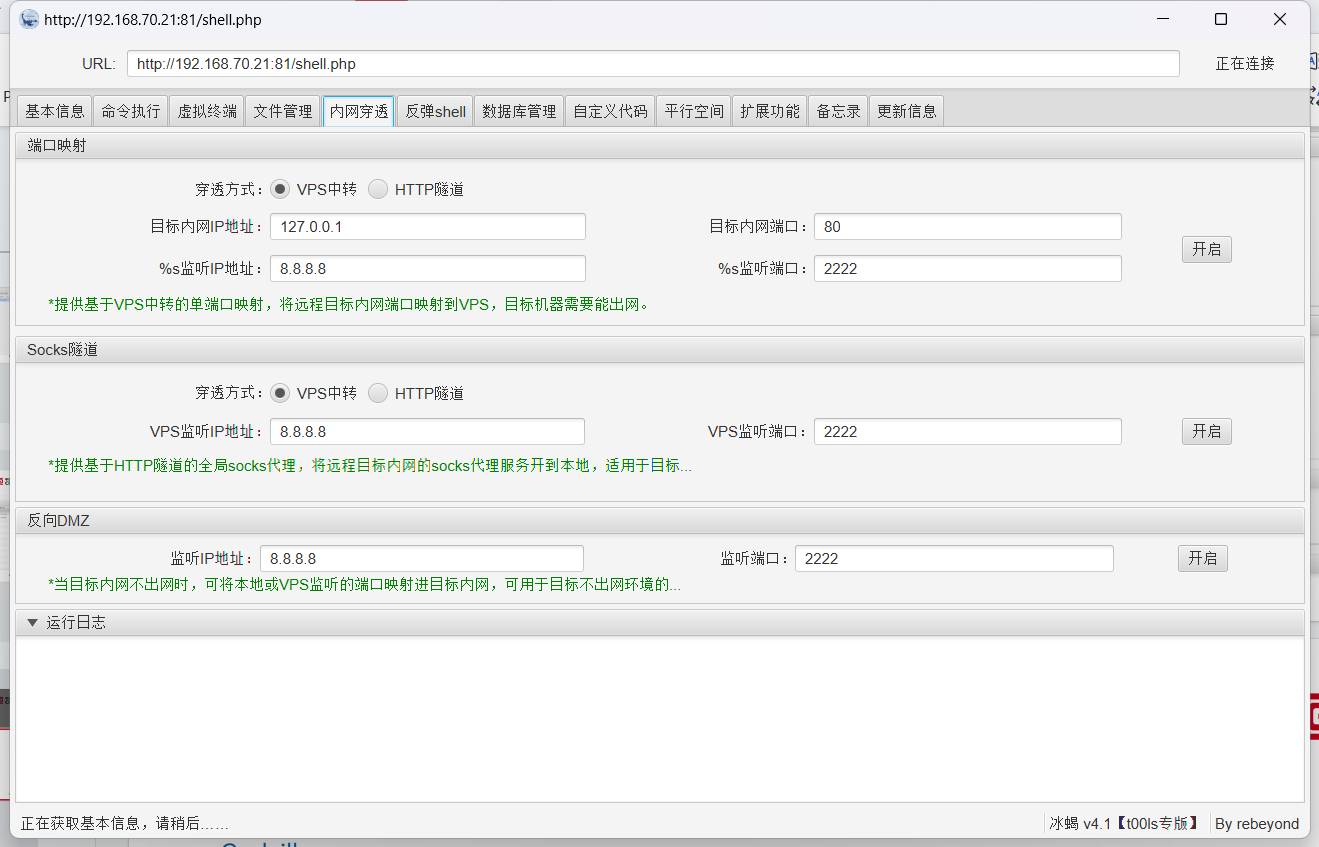 http://192.168.70.21:81/shell.php
URL: http://192.168.70.21:81/shell.php 正在连接
基本信息 命令执行 虚拟终端 文件管理 内网穿透 反弹shell 数据库管理 自定义代码 平行空间 扩展功能 备忘录 更新信息
端口映射
穿透方式： VPS中转 HTTP隧道
目标内网IP地址： 127.0.0.1 目标内网端口： 80
开启
%s监听IP地址： 8.8.8.8 %s监听端口： 2222
*提供基于VPS中转的单端口映射，将远程目标内网端口映射到VPS，目标机器需要能出网。
Socks隧道
穿透方式： VPS中转 HTTP隧道
VPS监听IP地址： 8.8.8.8 VPS监听端口： 2222 开启
*提供基于HTTP隧道的全局socks代理，将远程目标内网的socks代理服务开到本地，适用于目标...
反向DMZ
监听IP地址： 8.8.8.8 监听端口： 2222 开启
*当目标内网不出网时，可将本地或VPS监听的端口映射进目标内网，可用于目标不出网环境的...
运行日志
正在获取基本信息，请稍后…… 冰蝎 v4.1【t00ls专版】 By rebeyond